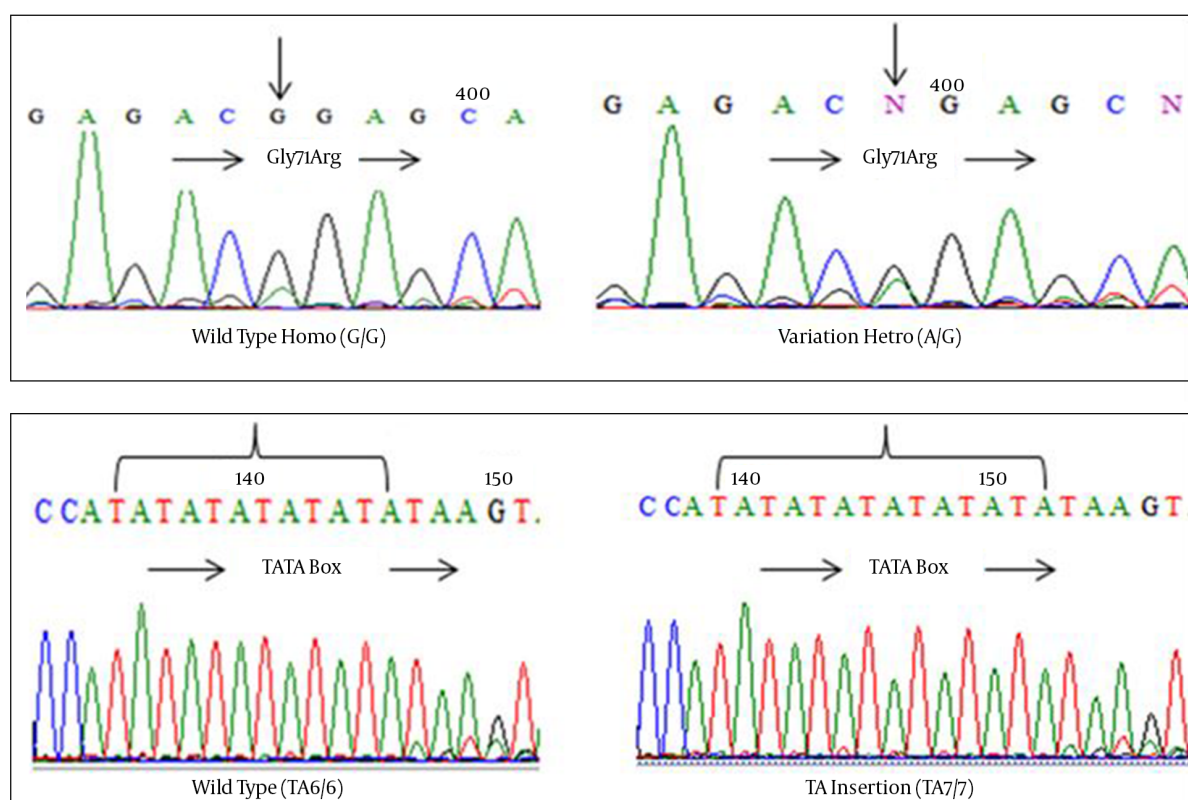 G A G A C G G A G C A
400
Gly71Arg
Wild Type Homo (G/G)
G A G A C N G A G C N
400
Gly71Arg
Variation Hetro (A/G)
140 150
CCATATATATATATATAAGT.
TATA Box
Wild Type (TA6/6)
140 150
CCATATATATATATATATAAGT
TATA Box
TA Insertion (TA7/7)